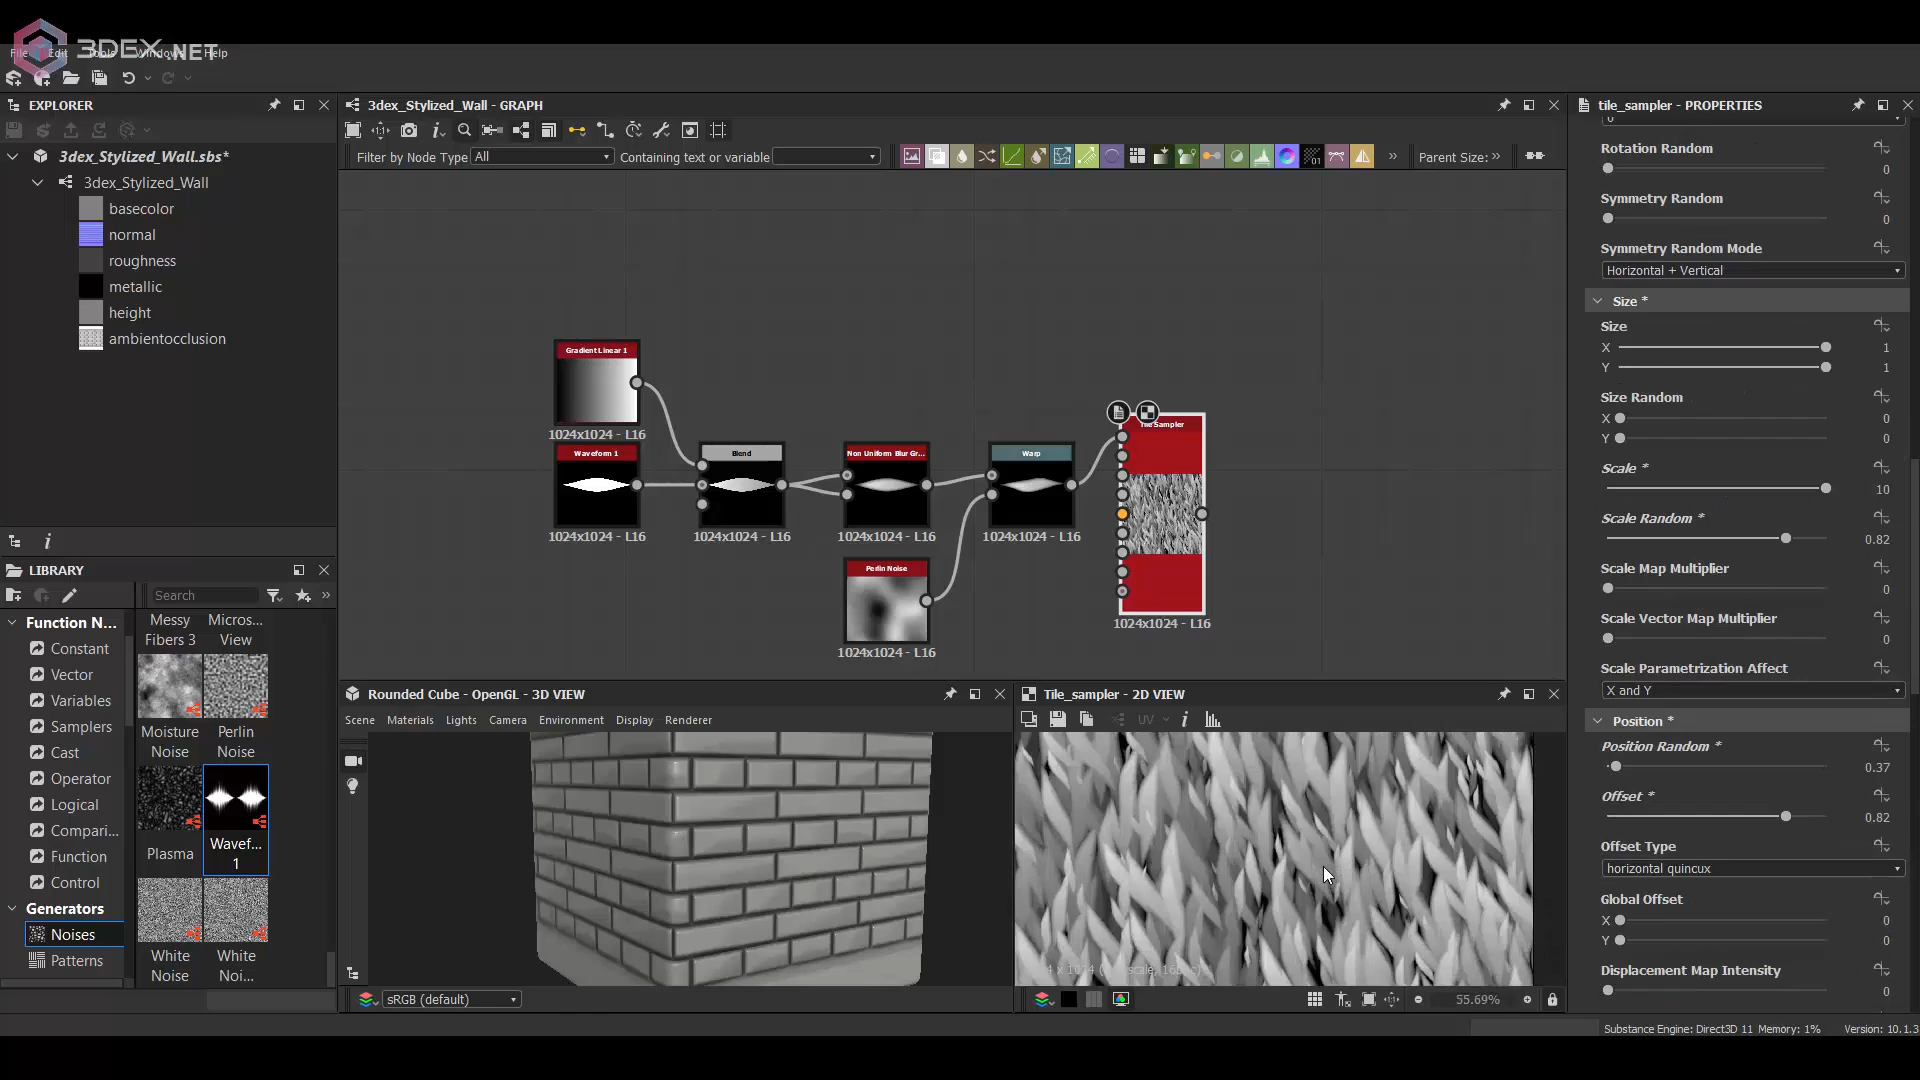 3DEX.NET
File Edit Tools Windows Help
EXPLORER
3dex_Stylized_Wall.sbs*
3dex_Stylized_Wall
basecolor
normal
roughness
metallic
height
ambientocclusion
LIBRARY
Search
Function N...
Constant
Vector
Variables
Samplers
Cast
Operator
Logical
Compari...
Function
Control
Generators
Noises
Patterns
Messy
Fibers 3
Micros...
View
Moisture
Noise
Perlin
Noise
Plasma
Wavef...
1
White
Noise
White
Noi...
3dex_Stylized_Wall - GRAPH
Filter by Node Type All Containing text or variable
Parent Size:
Gradient Linear 1
1024x1024 - L16
Waveform 1
1024x1024 - L16
Blend
1024x1024 - L16
Non Uniform Blur Gr...
1024x1024 - L16
Perlin Noise
1024x1024 - L16
Warp
1024x1024 - L16
Tile Sampler
1024x1024 - L16
Rounded Cube - OpenGL - 3D VIEW
Scene Materials Lights Camera Environment Display Renderer
sRGB (default)
Tile_sampler - 2D VIEW
UV
55.69%
tile_sampler - PROPERTIES
0
Rotation Random
0
Symmetry Random
0
Symmetry Random Mode
Horizontal + Vertical
Size *
Size
X 1
Y 1
Size Random
X 0
Y 0
Scale *
10
Scale Random *
0.82
Scale Map Multiplier
0
Scale Vector Map Multiplier
0
Scale Parametrization Affect
X and Y
Position *
Position Random *
0.37
Offset *
0.82
Offset Type
horizontal quincux
Global Offset
X 0
Y 0
Displacement Map Intensity
0
Substance Engine: Direct3D 11 Memory: 1% Version: 10.1.3